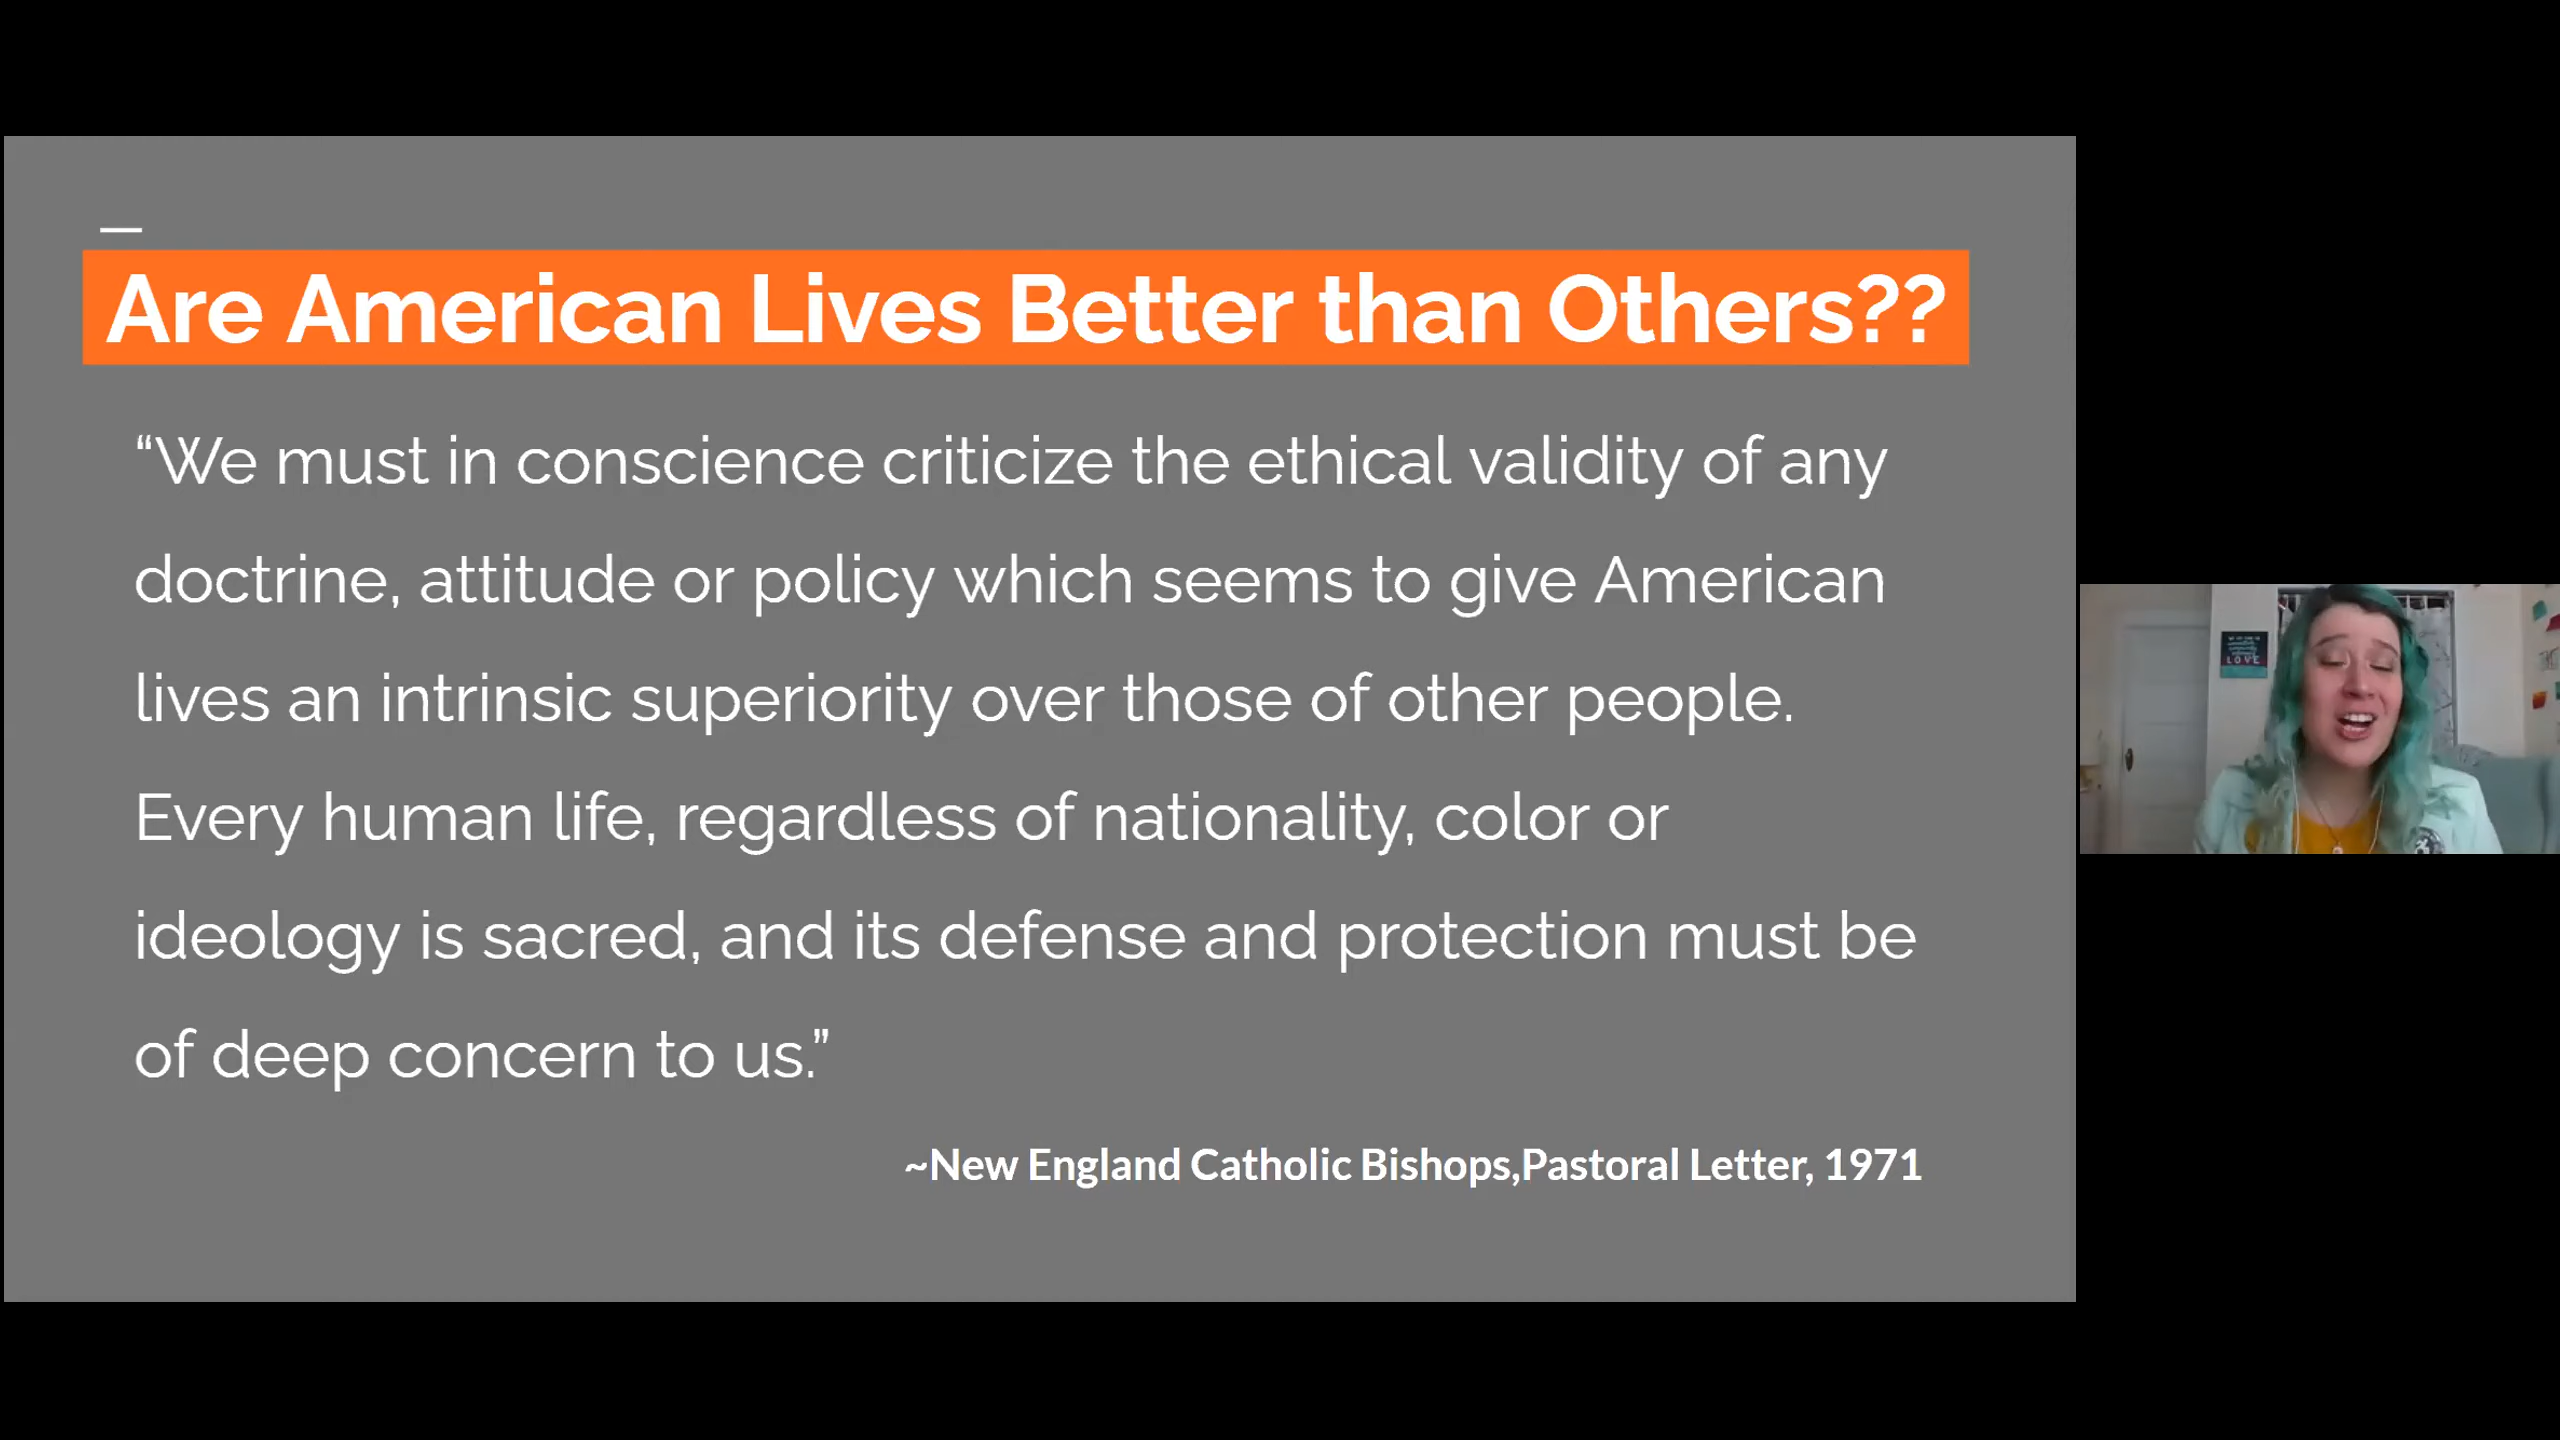 Are American Lives Better than Others??
“We must in conscience criticize the ethical validity of any
doctrine, attitude or policy which seems to give American
lives an intrinsic superiority over those of other people.
Every human life, regardless of nationality, color or
ideology is sacred, and its defense and protection must be
of deep concern to us.”
~New England Catholic Bishops,Pastoral Letter, 1971
LOVE